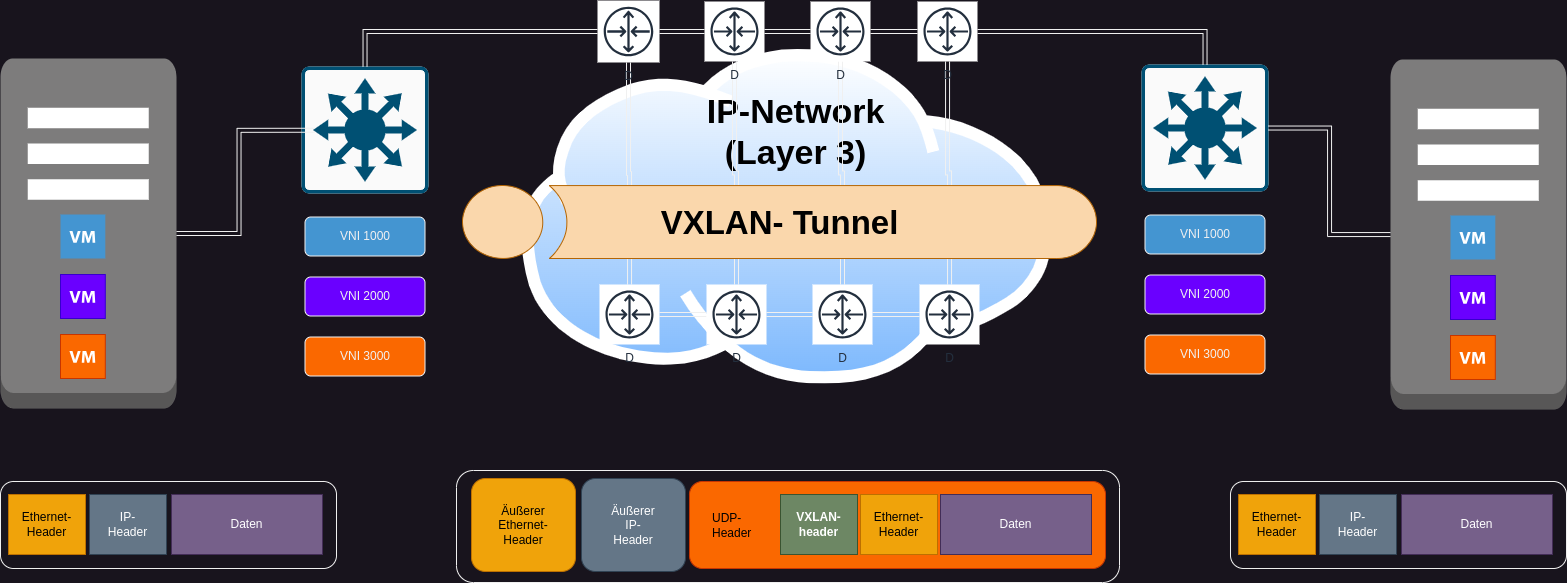 D
D
D
D
IP-Network
(Layer 3)
VXLAN- Tunnel
D
D
D
D
VM
VM
VM
VNI 1000
VNI 2000
VNI 3000
VNI 1000
VNI 2000
VNI 3000
VM
VM
VM
Ethernet-
Header
IP-
Header
Daten
Äußerer
Ethernet-
Header
Äußerer
IP-
Header
UDP-
Header
VXLAN-
header
Ethernet-
Header
Daten
Ethernet-
Header
IP-
Header
Daten